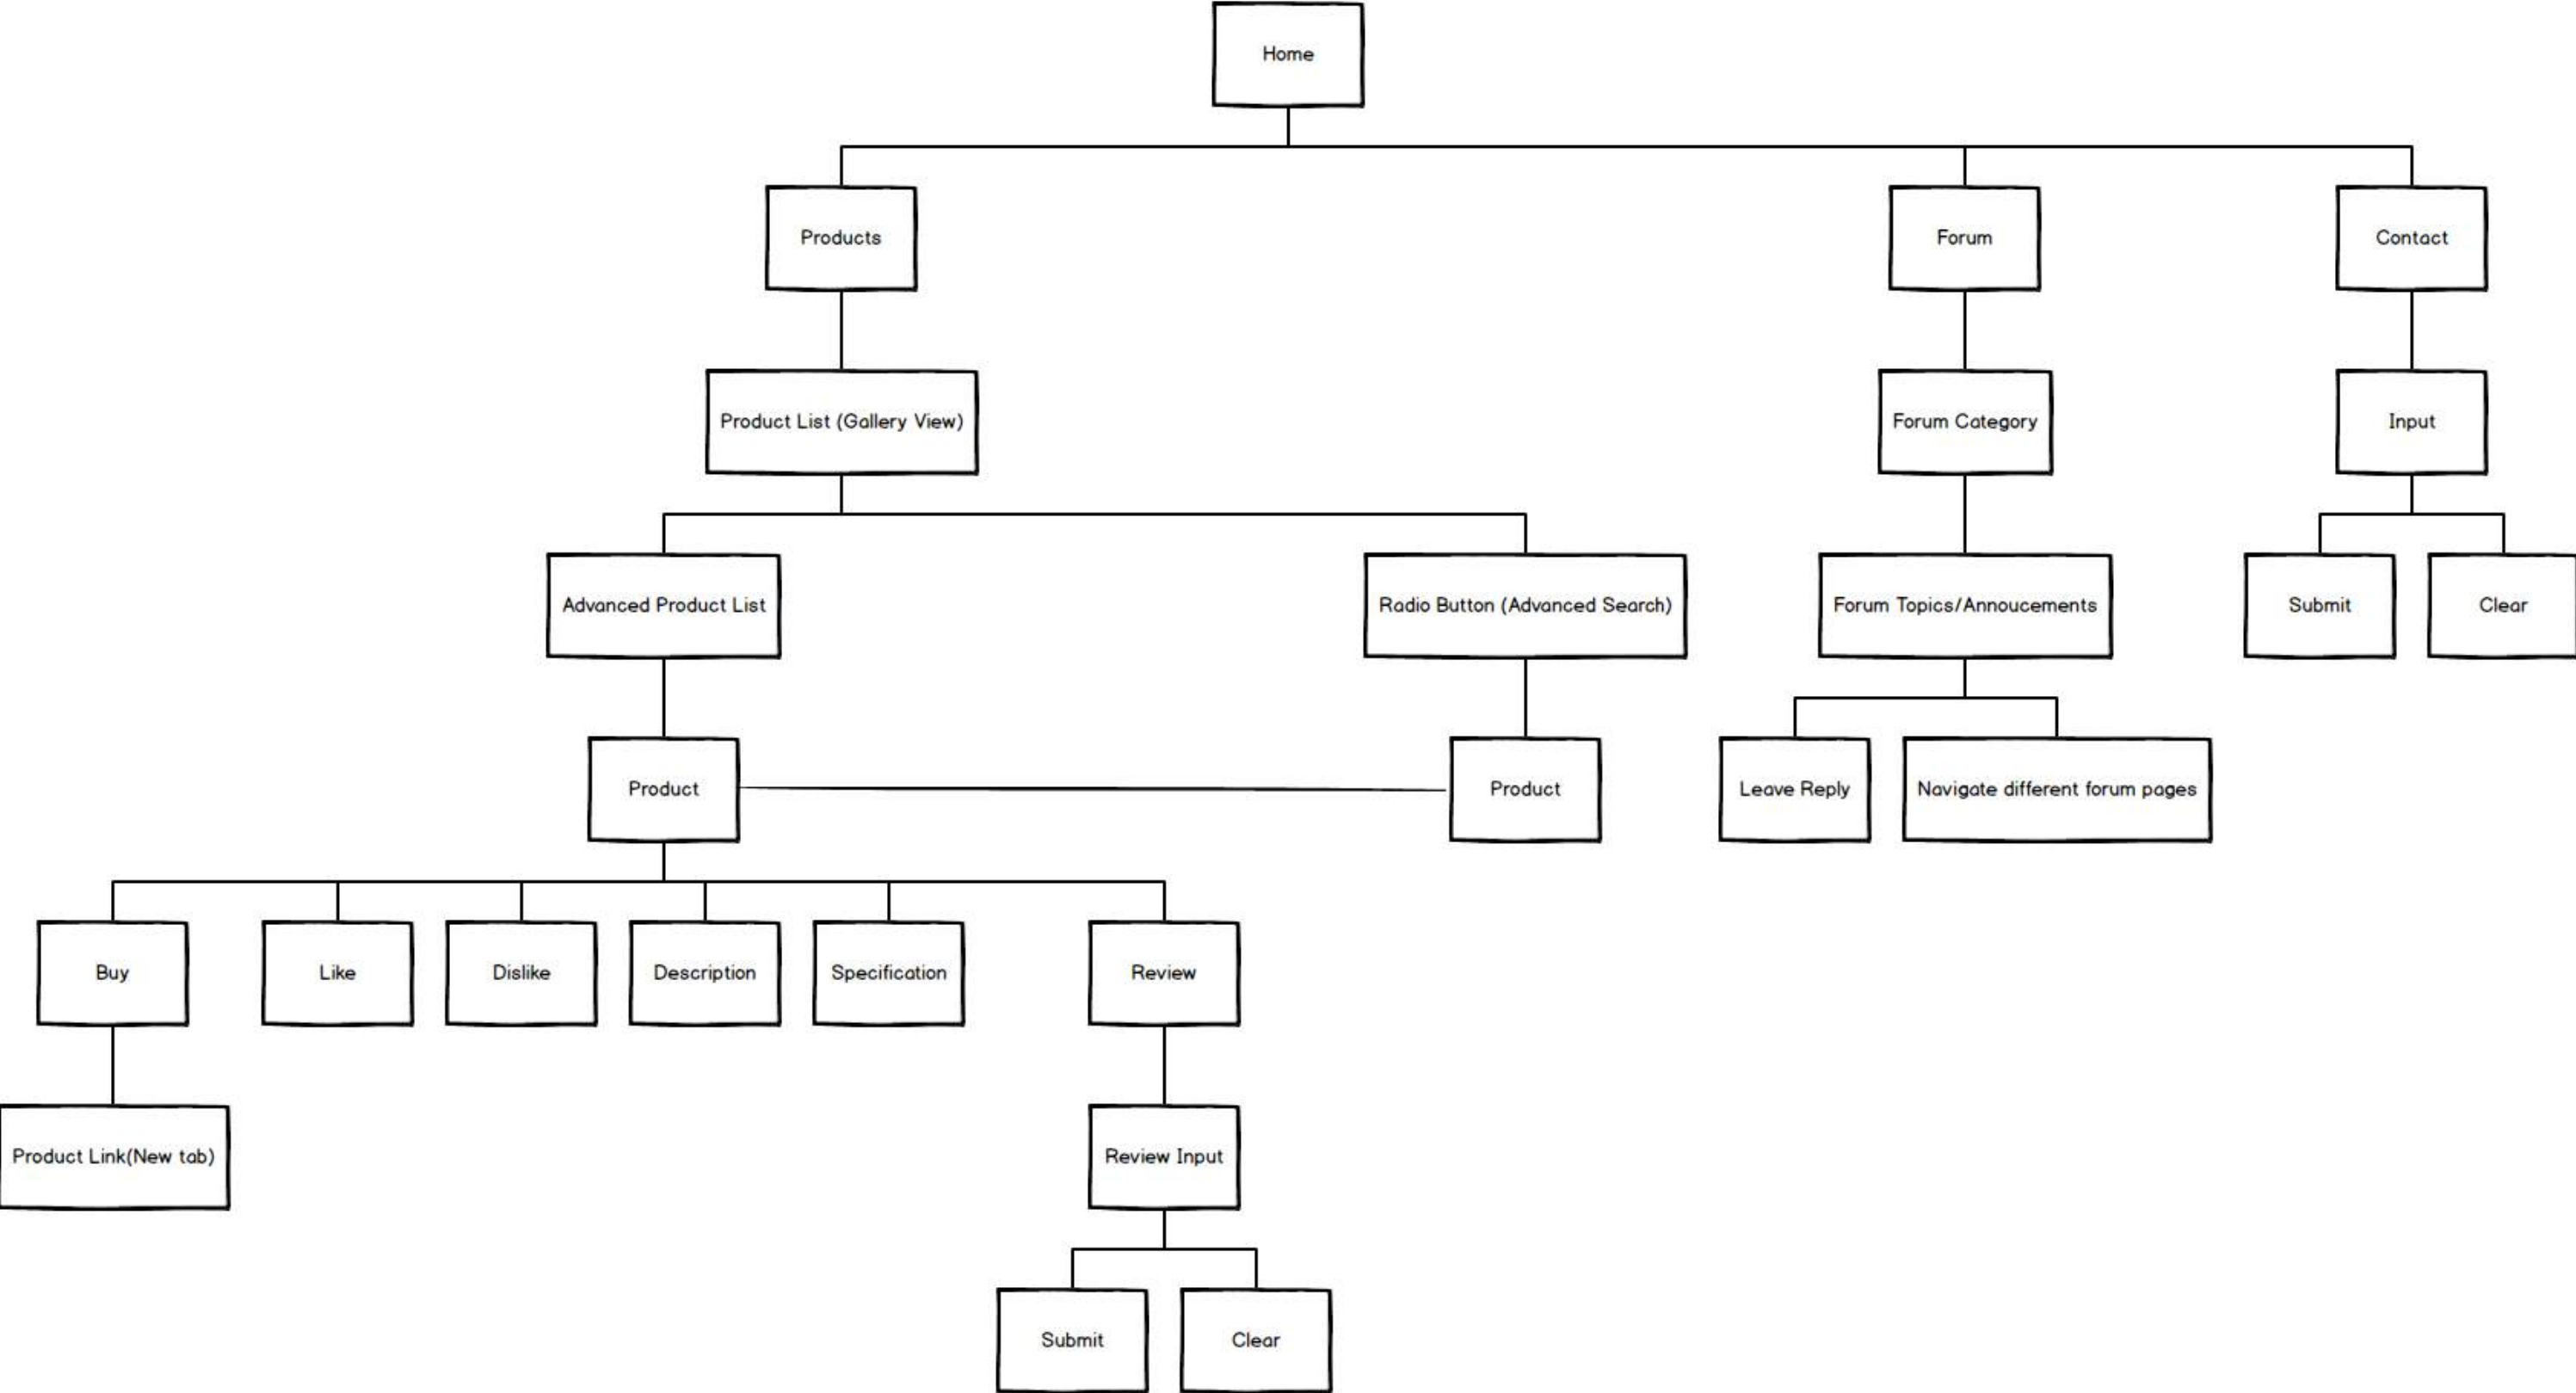 Home
Products
Forum
Contact
Product List (Gallery View)
Forum Category
Input
Advanced Product List
Radio Button (Advanced Search)
Forum Topics/Annoucements
Submit
Clear
Product
Product
Leave Reply
Navigate different forum pages
Buy
Like
Dislike
Description
Specification
Review
Product Link(New tab)
Review Input
Submit
Clear